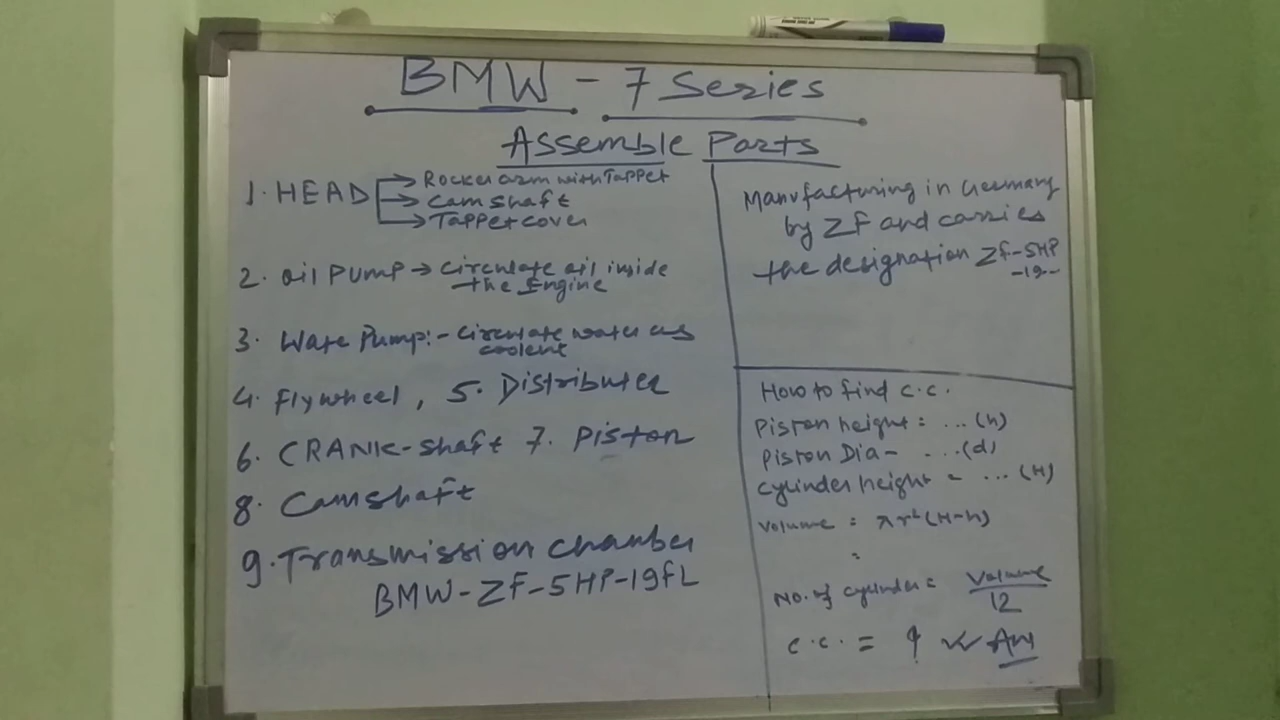 BMW - 7 Series
Assemble Parts
1. HEAD → Rocker arm with Tappet
→ Cam shaft
→ Tappet cover
2. oil Pump → circulate oil inside
the Engine
3. Wate Pump:- circulate water as
coolent
4. Flywheel, 5. Distributer
6. CRANK-shaft 7. Piston
8. Camshaft
9. Transmission chamber
BMW-ZF-5HP-19FL
Manufacturing in Germany
by ZF and carries
the designation ZF-5HP
-19--
How to find c.c.
Piston height = ... (h)
Piston Dia - ... (d)
cylinder height = ... (H)
Volume = πr²(H-h)
=
No. of cylinder = Volume
12
c.c. = ? Ans